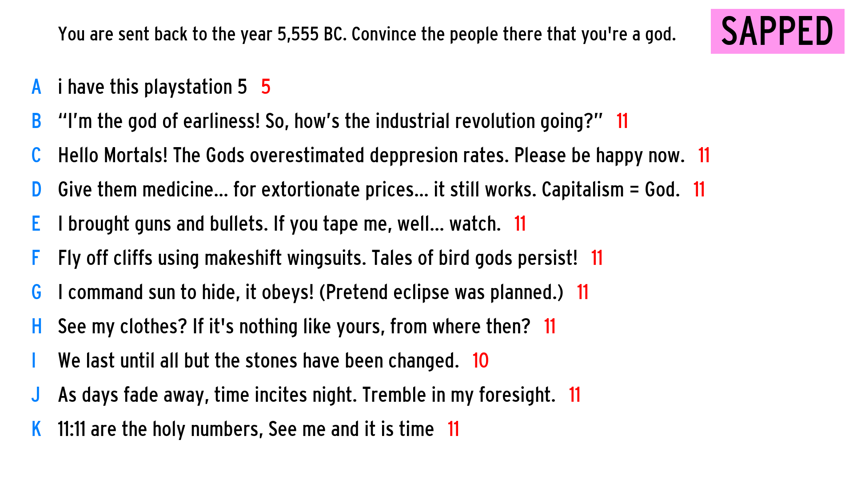 You are sent back to the year 5,555 BC. Convince the people there that you're a god.
SAPPED
A i have this playstation 5 5
B “I’m the god of earliness! So, how’s the industrial revolution going?” 11
C Hello Mortals! The Gods overestimated deppresion rates. Please be happy now. 11
D Give them medicine... for extortionate prices... it still works. Capitalism = God. 11
E I brought guns and bullets. If you tape me, well... watch. 11
F Fly off cliffs using makeshift wingsuits. Tales of bird gods persist! 11
G I command sun to hide, it obeys! (Pretend eclipse was planned.) 11
H See my clothes? If it's nothing like yours, from where then? 11
I We last until all but the stones have been changed. 10
J As days fade away, time incites night. Tremble in my foresight. 11
K 11:11 are the holy numbers, See me and it is time 11